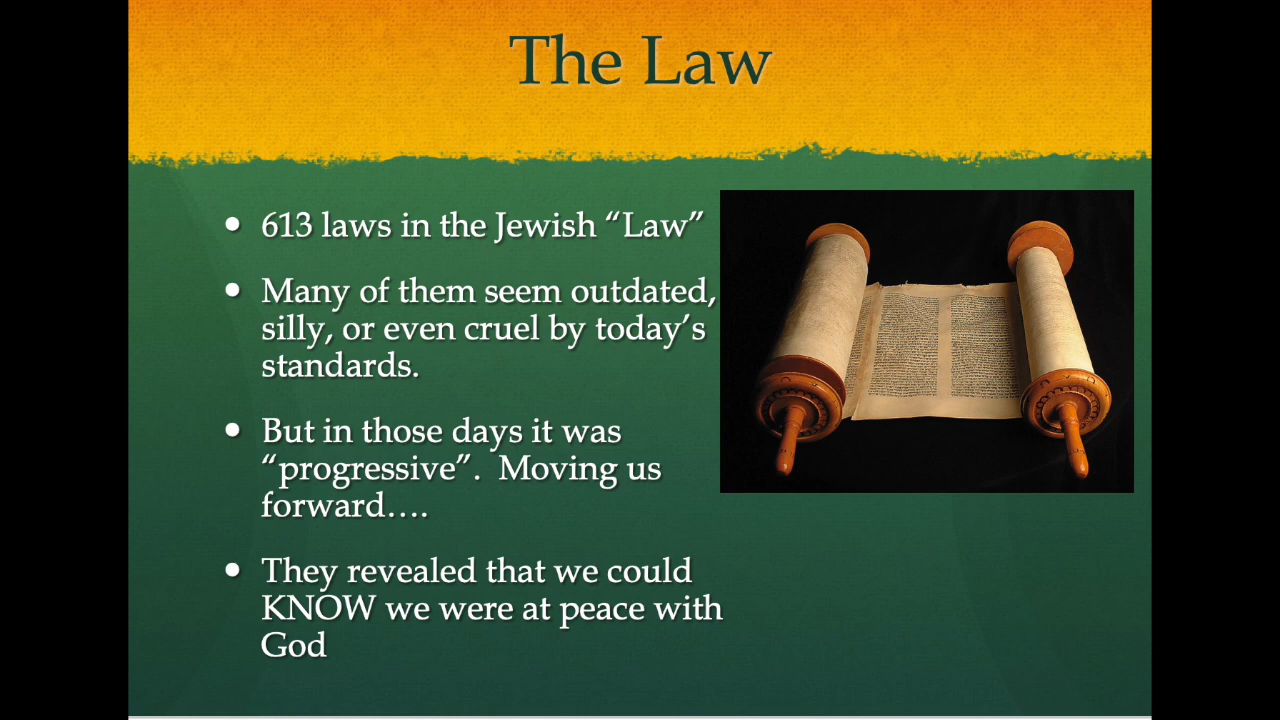 The Law
• 613 laws in the Jewish “Law”
• Many of them seem outdated,
silly, or even cruel by today’s
standards.
• But in those days it was
“progressive”.  Moving us
forward….
• They revealed that we could
KNOW we were at peace with
God